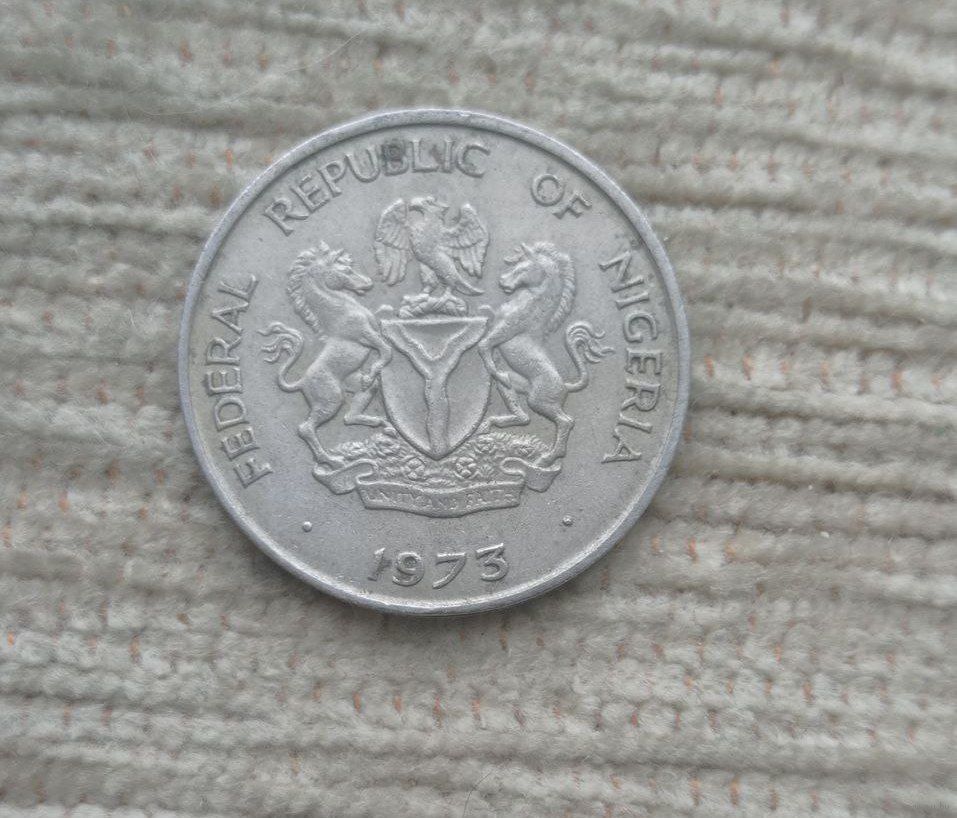 FEDERAL REPUBLIC OF NIGERIA
UNITY AND FAITH
1973